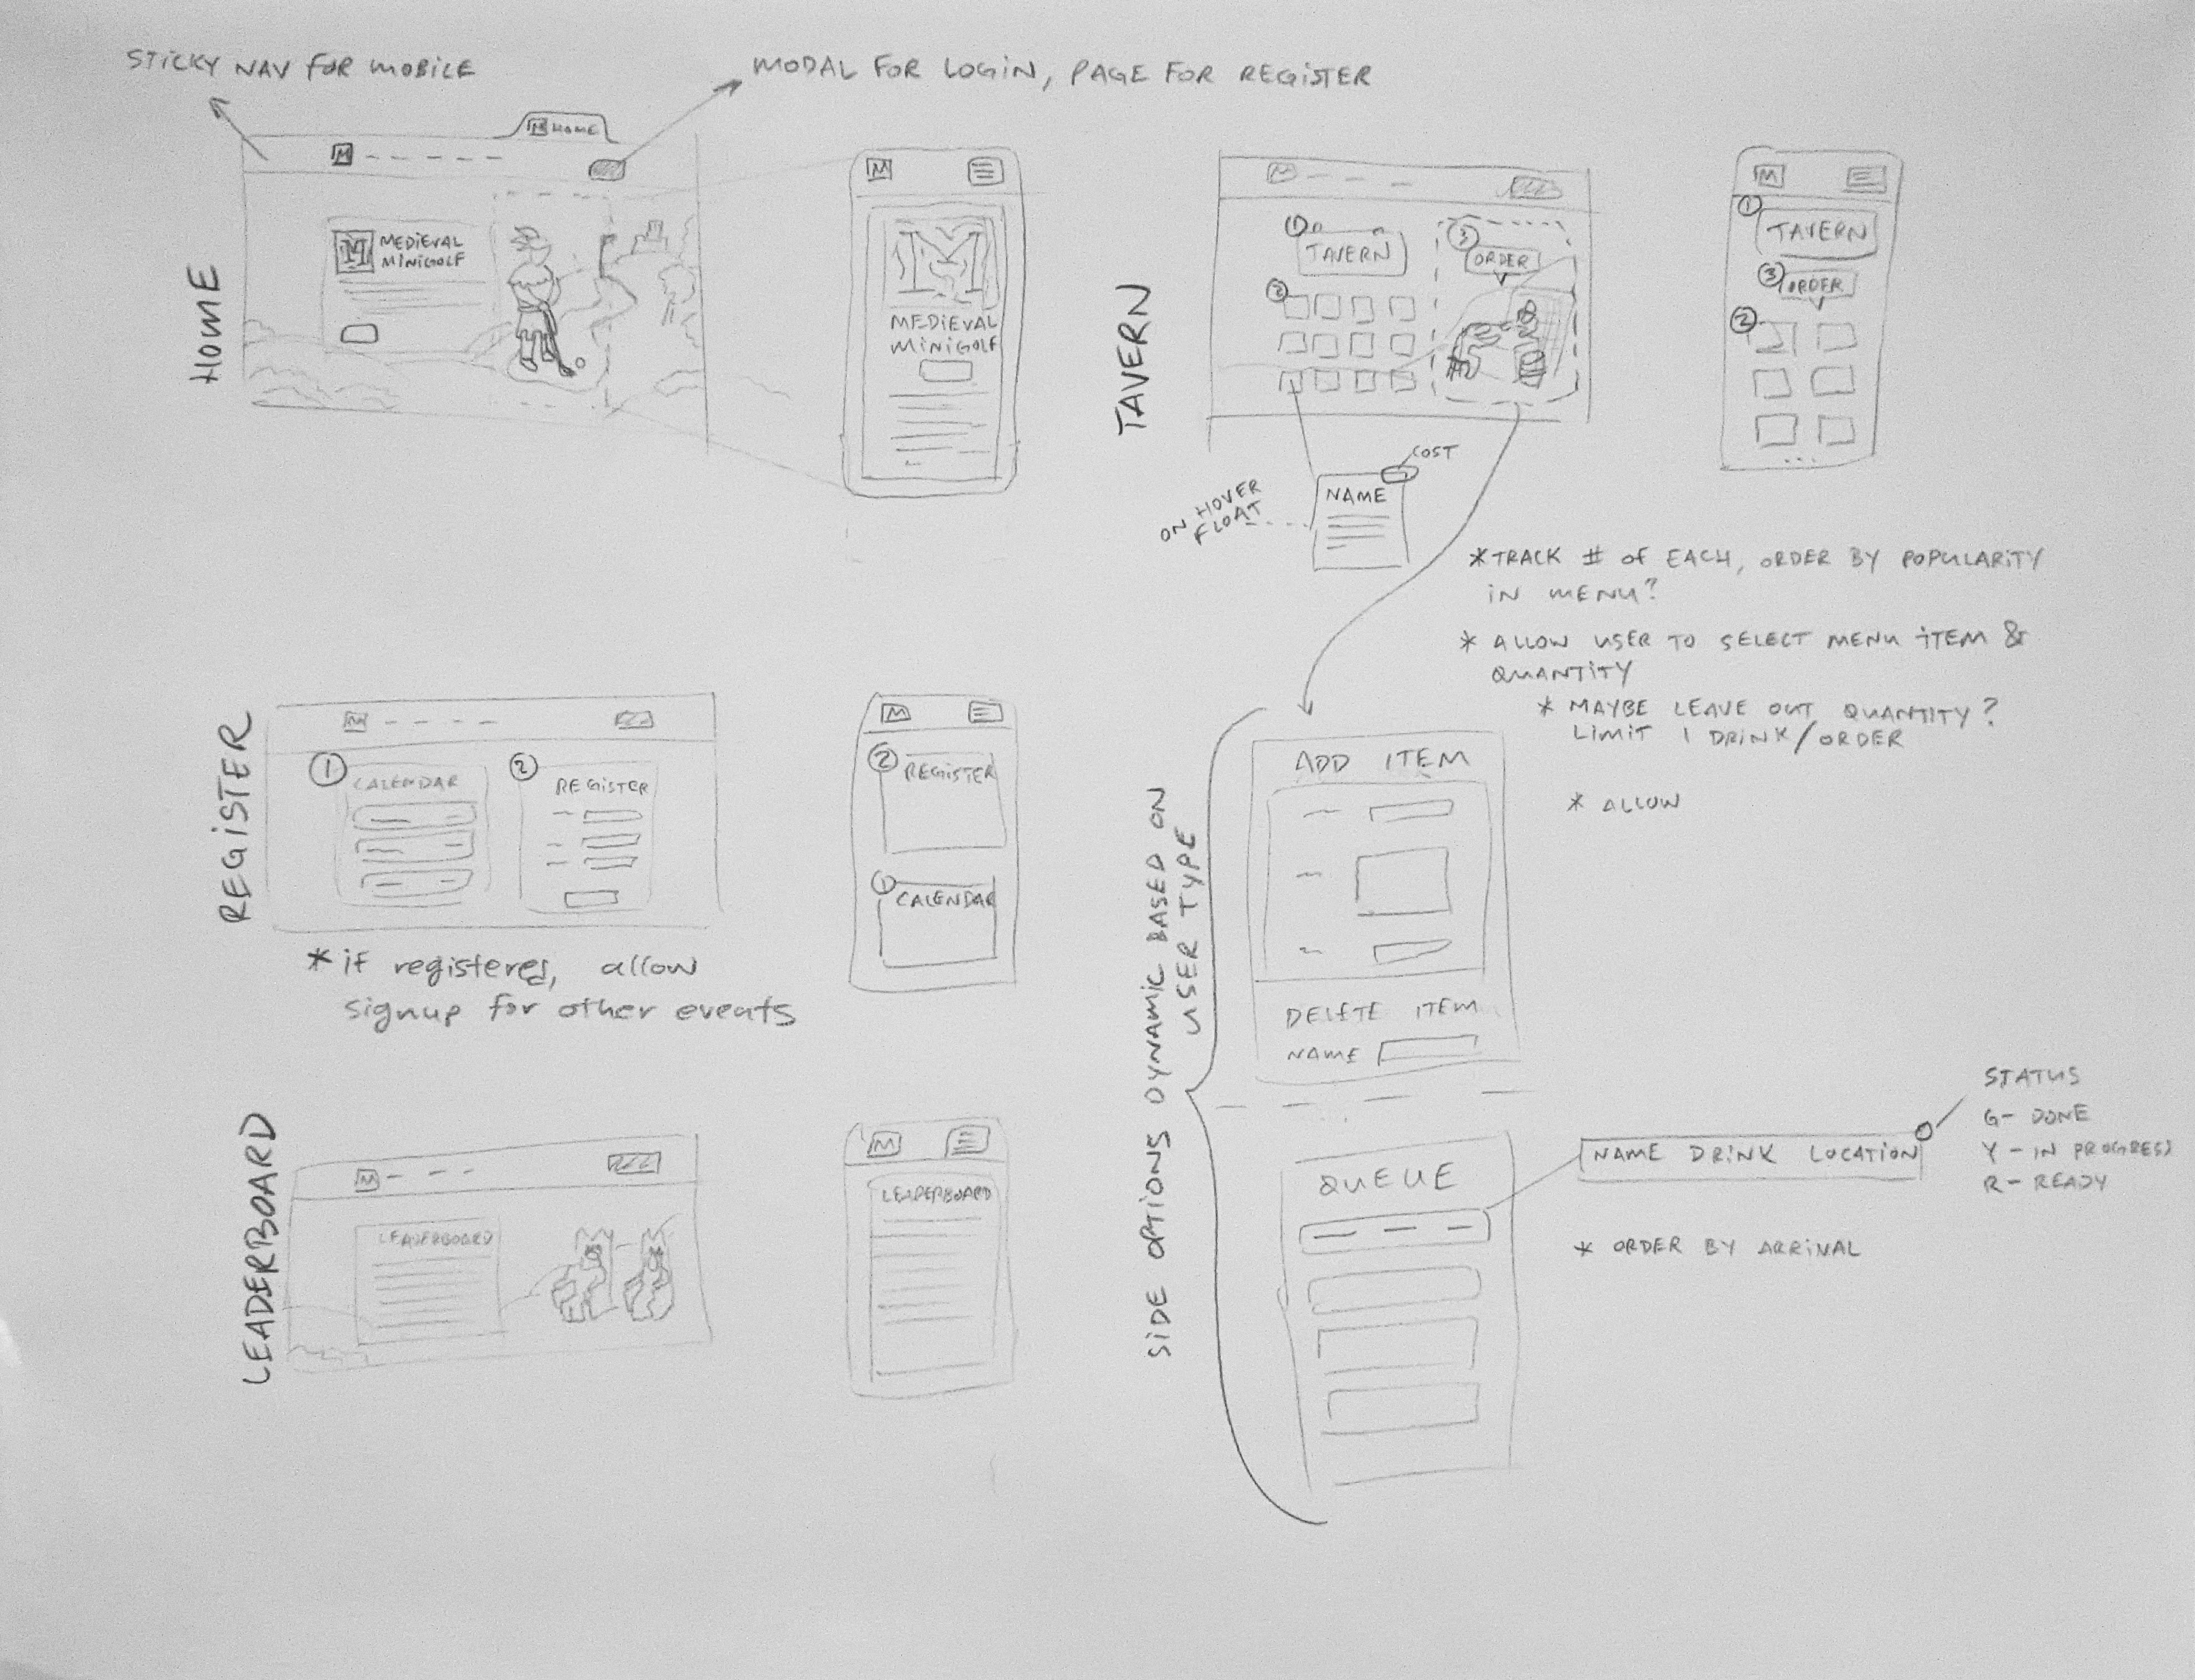 STICKY NAV FOR MOBILE
MODAL FOR LOGIN, PAGE FOR REGISTER
HOME
M HOME
M
M MEDIEVAL
MINIGOLF
M
M
MEDIEVAL
MINIGOLF
TAVERN
M
1
TAVERN
3
ORDER
2
COST
NAME
ON HOVER
FLOAT
M
1
TAVERN
3
ORDER
2
...
*TRACK # OF EACH, ORDER BY POPULARITY
IN MENU?
* ALLOW USER TO SELECT MENU ITEM &
QUANTITY
* MAYBE LEAVE OUT QUANTITY?
LIMIT 1 DRINK/ORDER
* ALLOW
REGISTER
M
1
CALENDAR
2
REGISTER
* if registered, allow
signup for other events
M
2
REGISTER
1
CALENDAR
LEADERBOARD
M
LEADERBOARD
M
LEADERBOARD
SIDE OPTIONS DYNAMIC BASED ON
USER TYPE
ADD ITEM
DELETE ITEM
NAME
QUEUE
NAME DRINK LOCATION
STATUS
G- DONE
Y - IN PROGRESS
R - READY
* ORDER BY ARRIVAL